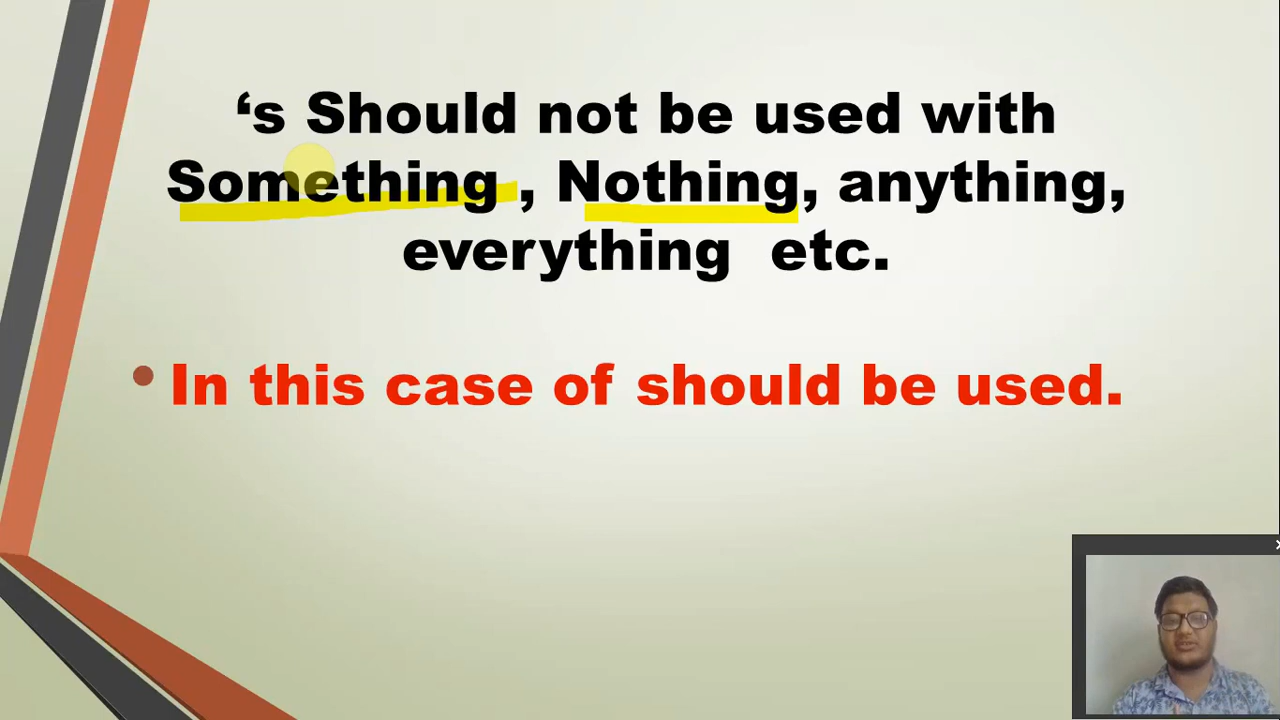 ‘s Should not be used with
Something , Nothing, anything,
everything etc.
• In this case of should be used.